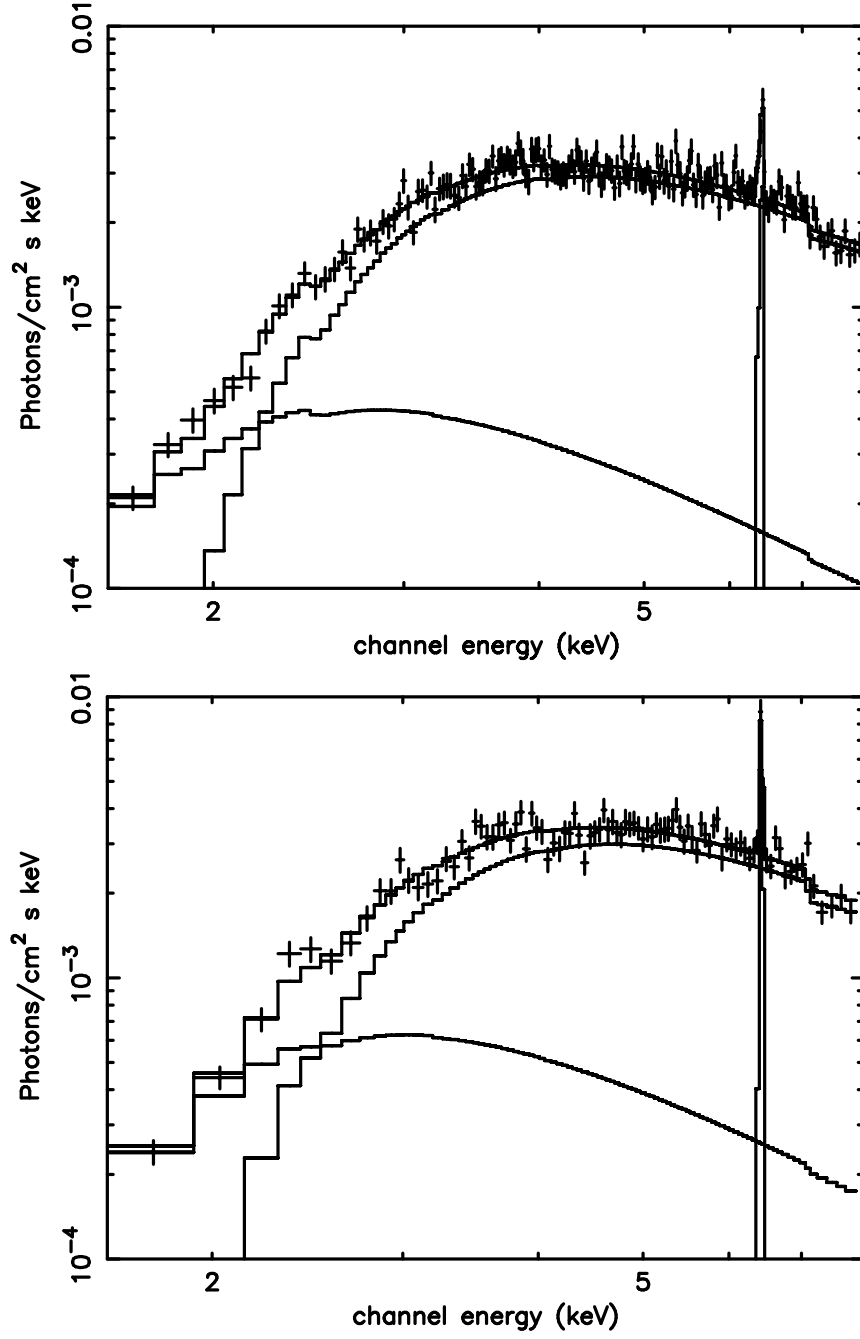 0.01
Photons/cm² s keV
10⁻³
10⁻⁴
2
5
channel energy (keV)
0.01
Photons/cm² s keV
10⁻³
10⁻⁴
2
5
channel energy (keV)